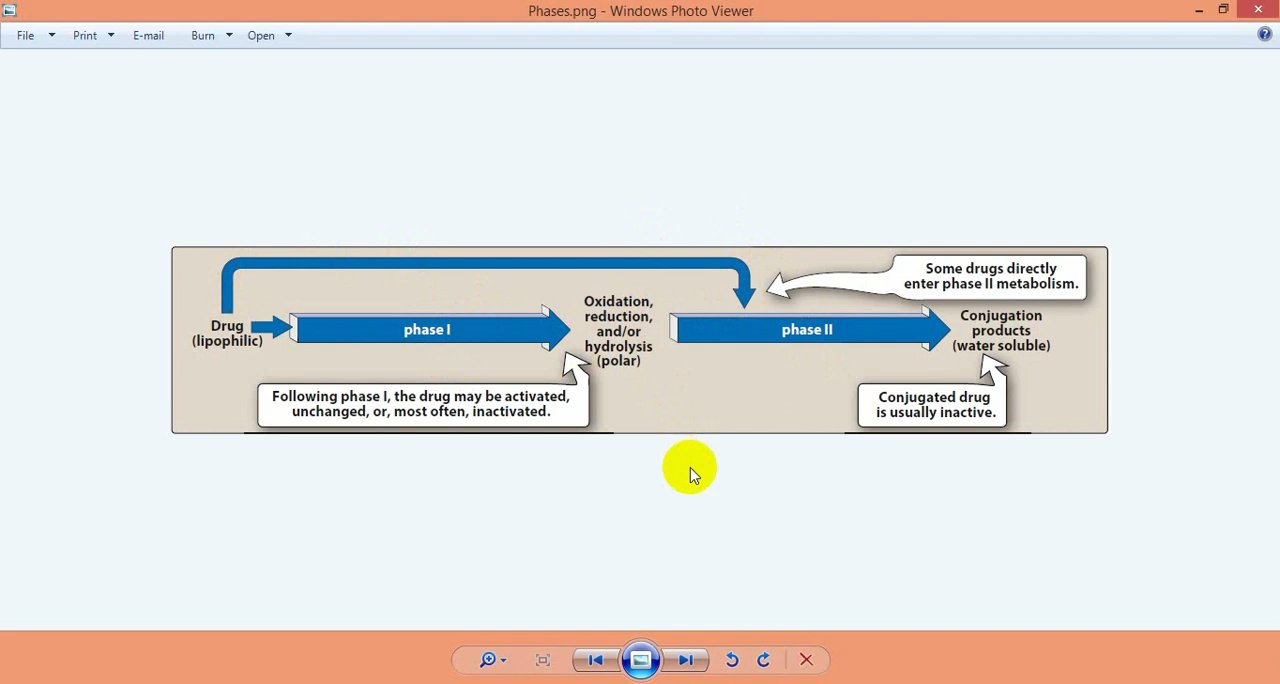 Phases.png - Windows Photo Viewer
File Print E-mail Burn Open
Some drugs directly
enter phase II metabolism.
Drug
(lipophilic)
phase I
Oxidation,
reduction,
and/or
hydrolysis
(polar)
phase II
Conjugation
products
(water soluble)
Following phase I, the drug may be activated,
unchanged, or, most often, inactivated.
Conjugated drug
is usually inactive.